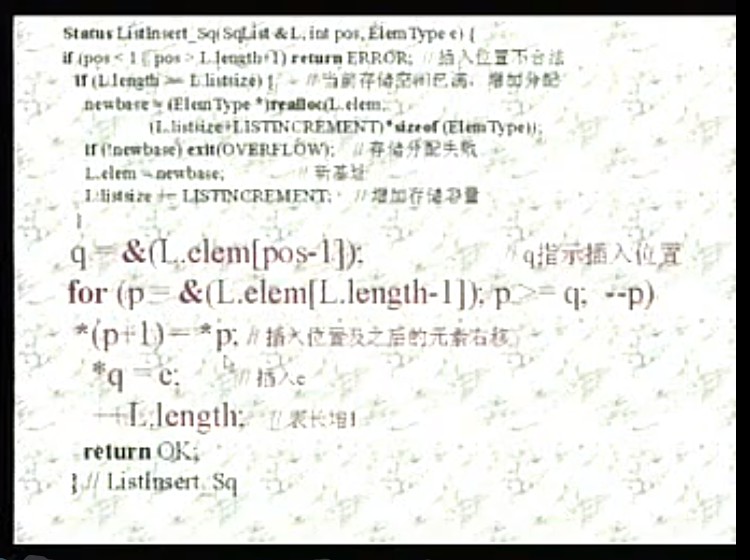 Status ListInsert_Sq(SqList &L, int pos, ElemType e) {
if (pos < 1 || pos > L.length+1) return ERROR; // 插入位置不合法
if (L.length >= L.listsize) { // 当前存储空间已满，增加分配
newbase = (ElemType *)realloc(L.elem,
(L.listsize+LISTINCREMENT)*sizeof (ElemType));
if (!newbase) exit(OVERFLOW); // 存储分配失败
L.elem = newbase; // 新基址
L.listsize += LISTINCREMENT; // 增加存储容量
}
q = &(L.elem[pos-1]); // q指示插入位置
for (p = &(L.elem[L.length-1]); p >= q; --p)
*(p+1) = *p; // 插入位置及之后的元素右移
*q = e; // 插入e
++L.length; // 表长增1
return OK;
} // ListInsert_Sq